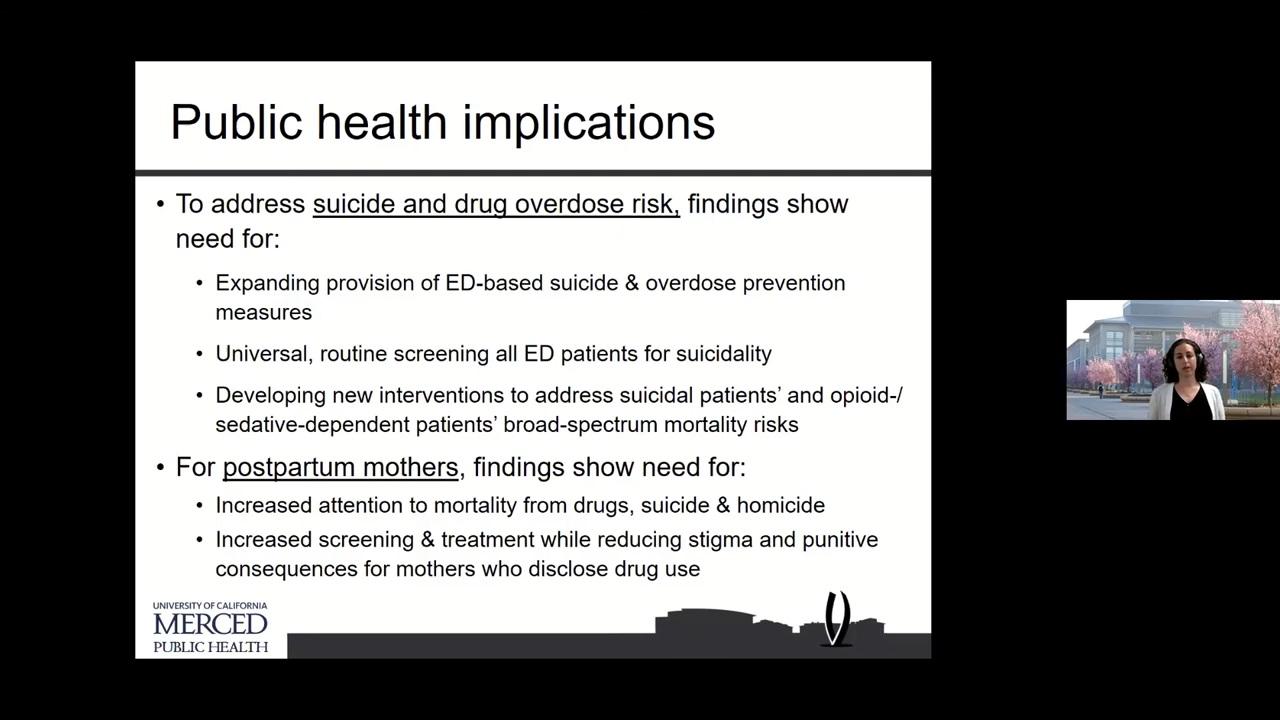 Public health implications
• To address suicide and drug overdose risk, findings show
need for:
• Expanding provision of ED-based suicide & overdose prevention
measures
• Universal, routine screening all ED patients for suicidality
• Developing new interventions to address suicidal patients’ and opioid-/
sedative-dependent patients’ broad-spectrum mortality risks
• For postpartum mothers, findings show need for:
• Increased attention to mortality from drugs, suicide & homicide
• Increased screening & treatment while reducing stigma and punitive
consequences for mothers who disclose drug use
UNIVERSITY OF CALIFORNIA
MERCED
PUBLIC HEALTH